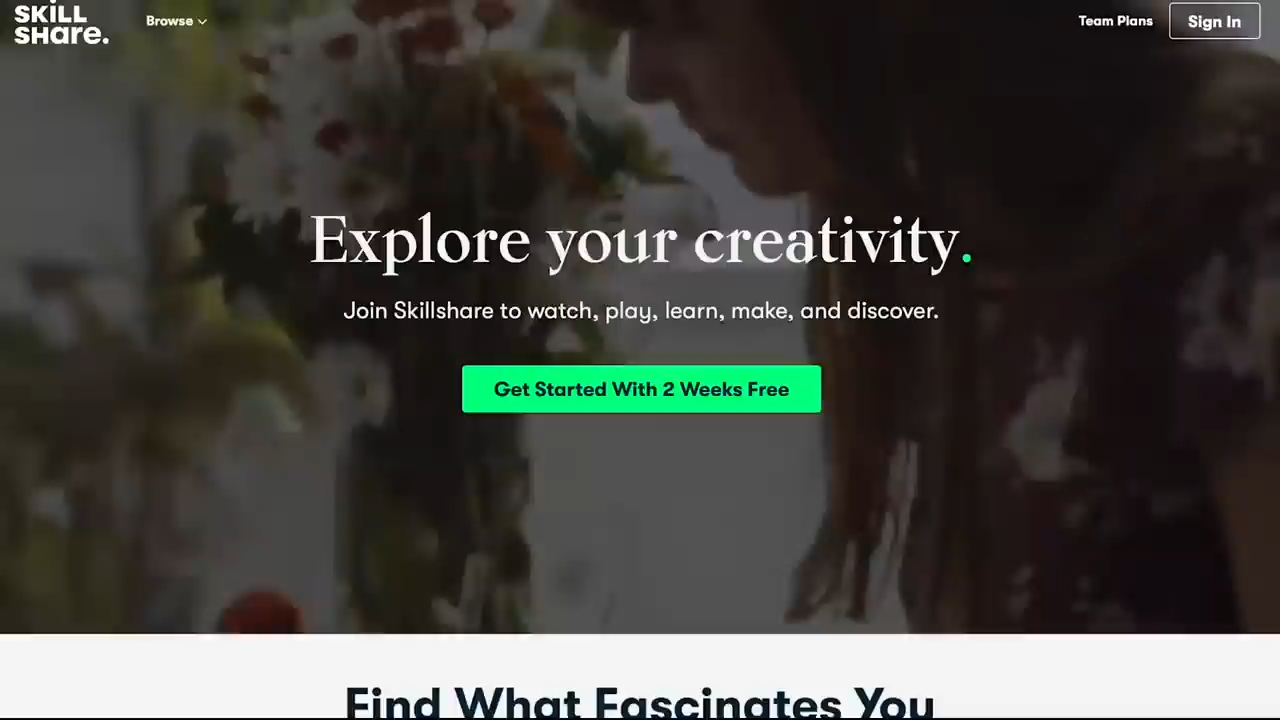 SKiLL
SHare.
Browse
Team Plans
Sign In
Explore your creativity.
Join Skillshare to watch, play, learn, make, and discover.
Get Started With 2 Weeks Free
Find What Fascinates You